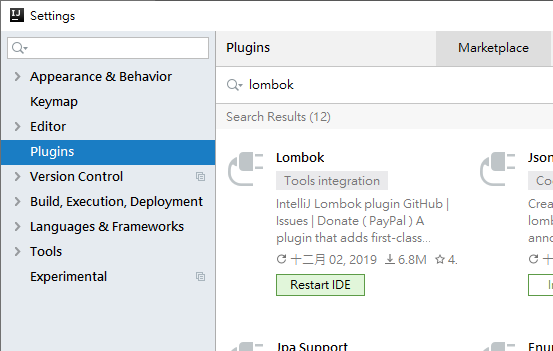 Settings
Plugins
Marketplace
Appearance & Behavior
Keymap
Editor
Plugins
Version Control
Build, Execution, Deployment
Languages & Frameworks
Tools
Experimental
lombok
Search Results (12)
Lombok
Tools integration
IntelliJ Lombok plugin GitHub |
Issues | Donate ( PayPal ) A
plugin that adds first-class...
十二月 02, 2019 6.8M 4.
Restart IDE
Json
Co
Crea
lomb
anno
In
Jpa Support
Enum